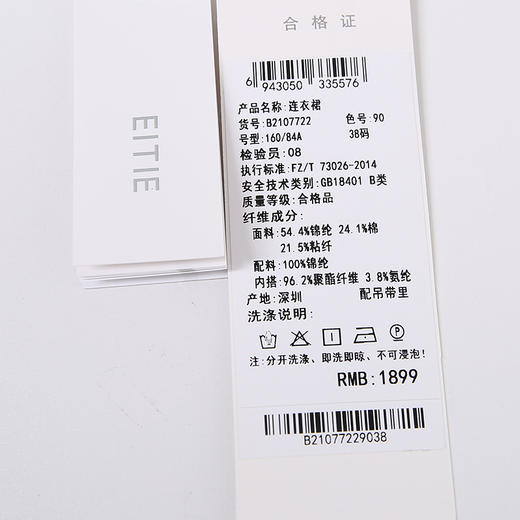 EITIE
合格证
6 943050 335576
产品名称:连衣裙
货号:B2107722 色号:90
号型:160/84A 38码
检验员:08
执行标准:FZ/T 73026-2014
安全技术类别:GB18401 B类
质量等级:合格品
纤维成分:
面料:54.4%锦纶 24.1%棉
21.5%粘纤
配料:100%锦纶
内搭:96.2%聚酯纤维 3.8%氨纶
产地:深圳 配吊带里
洗涤说明:
注:分开洗涤、即洗即晾、不可浸泡!
RMB:1899
B21077229038